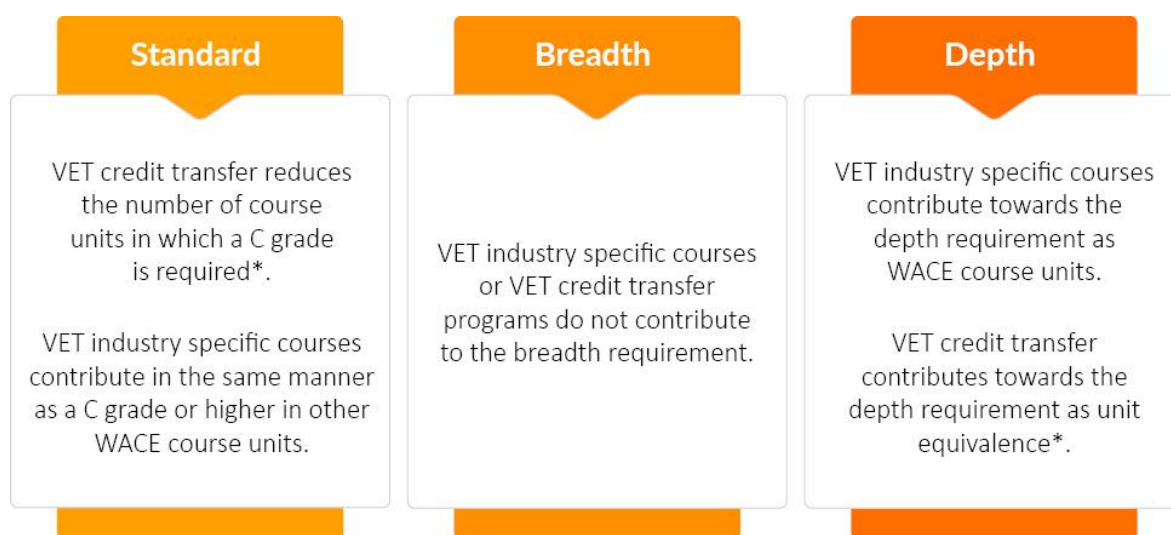 Standard
VET credit transfer reduces
the number of course
units in which a C grade
is required*.
VET industry specific courses
contribute in the same manner
as a C grade or higher in other
WACE course units.
Breadth
VET industry specific courses
or VET credit transfer
programs do not contribute
to the breadth requirement.
Depth
VET industry specific courses
contribute towards the
depth requirement as
WACE course units.
VET credit transfer
contributes towards the
depth requirement as unit
equivalence*.